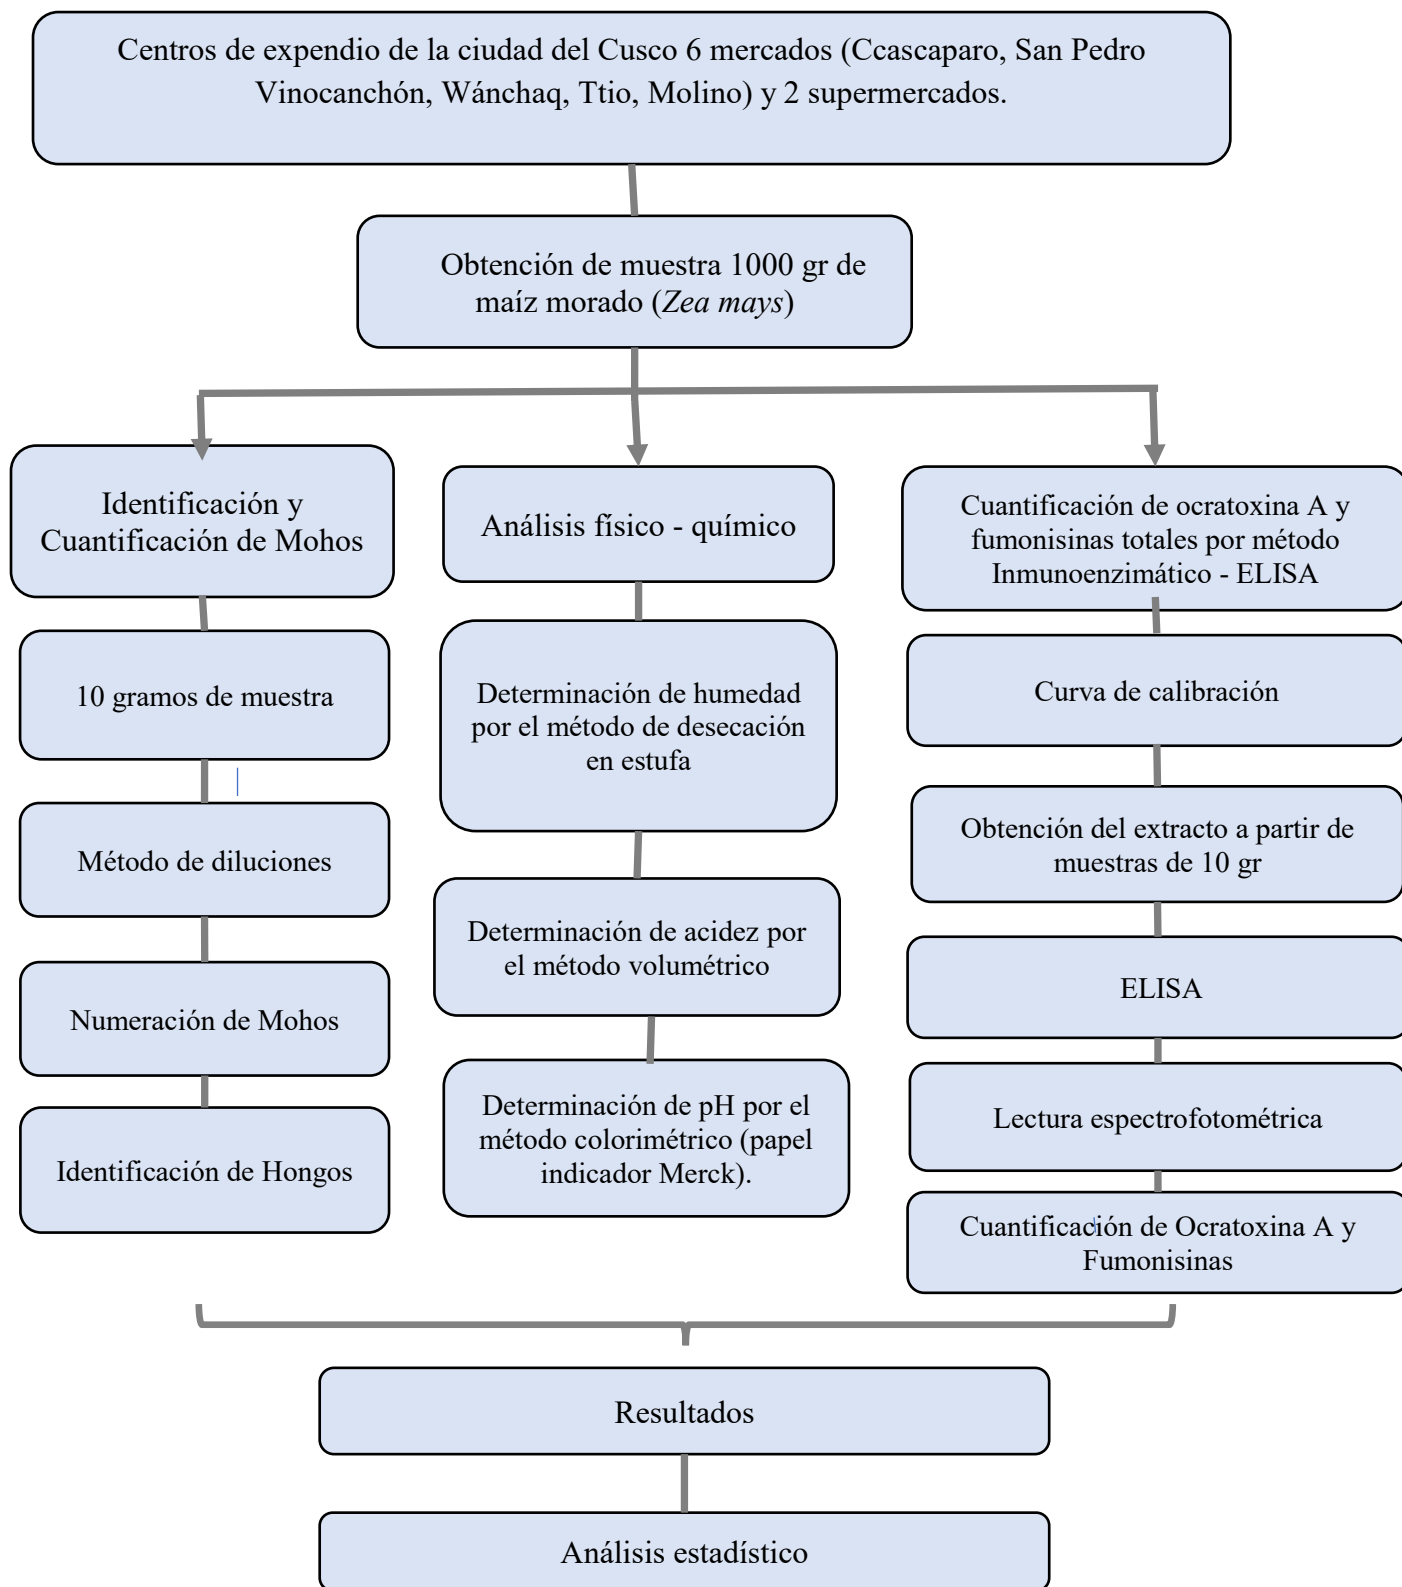 Centros de expendio de la ciudad del Cusco 6 mercados (Ccascaparo, San Pedro
Vinocanchón, Wánchaq, Ttio, Molino) y 2 supermercados.
Obtención de muestra 1000 gr de
maíz morado (Zea mays)
Identificación y
Cuantificación de Mohos
10 gramos de muestra
Método de diluciones
Numeración de Mohos
Identificación de Hongos
Análisis físico - químico
Determinación de humedad
por el método de desecación
en estufa
Determinación de acidez por
el método volumétrico
Determinación de pH por el
método colorimétrico (papel
indicador Merck).
Cuantificación de ocratoxina A y
fumonisinas totales por método
Inmunoenzimático - ELISA
Curva de calibración
Obtención del extracto a partir de
muestras de 10 gr
ELISA
Lectura espectrofotométrica
Cuantificación de Ocratoxina A y
Fumonisinas
Resultados
Análisis estadístico